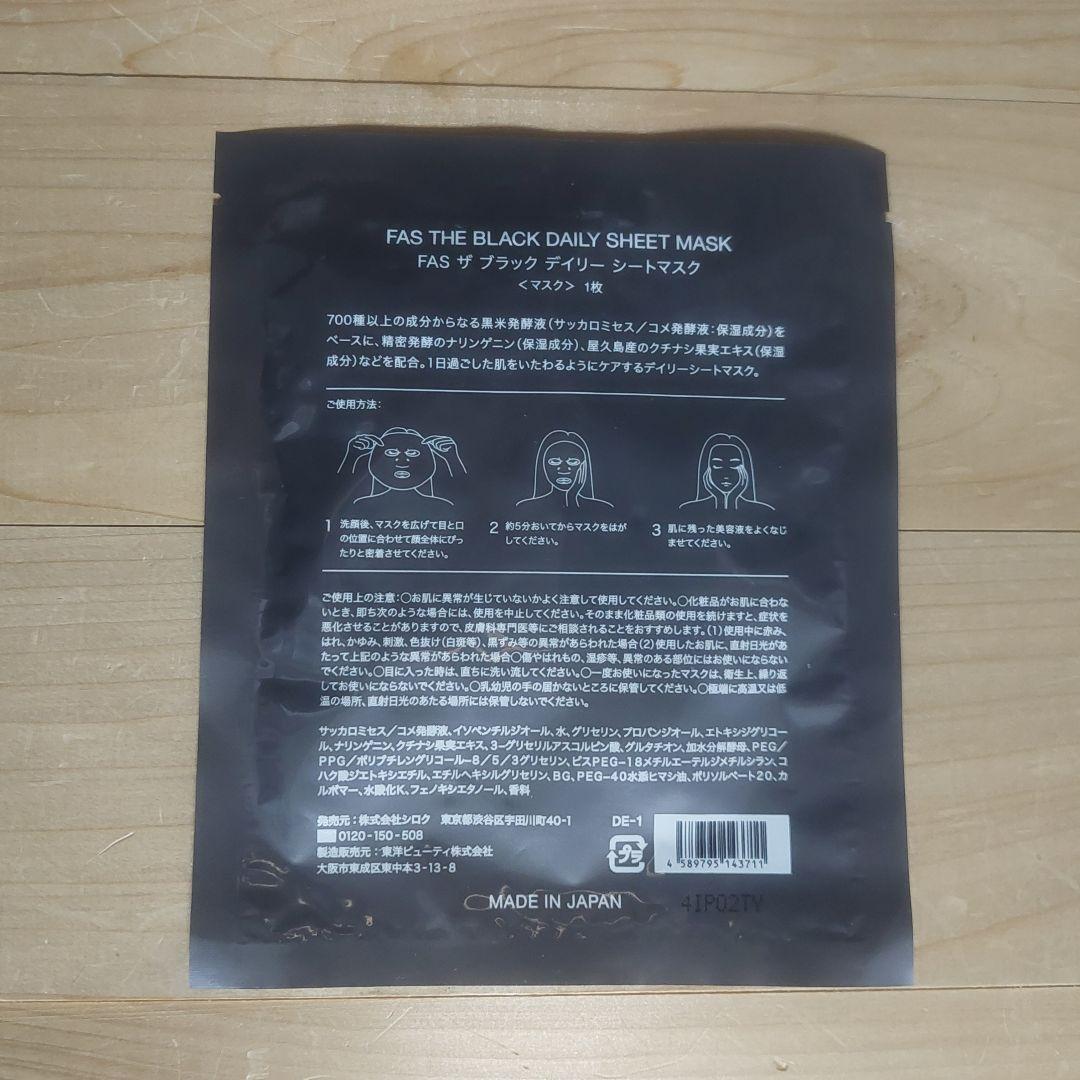 FAS THE BLACK DAILY SHEET MASK
FAS ザ ブラック デイリー シートマスク
＜マスク＞ 1枚
700種以上の成分からなる黒米発酵液（サッカロミセス／コメ発酵液：保湿成分）を
ベースに、精密発酵のナリンゲニン（保湿成分）、屋久島産のクチナシ果実エキス（保湿
成分）などを配合。1日過ごした肌をいたわるようにケアするデイリーシートマスク。
ご使用方法：
1 洗顔後、マスクを広げて目と口
の位置に合わせて顔全体にぴっ
たりと密着させてください。
2 約5分おいてからマスクをはが
してください。
3 肌に残った美容液をよくなじ
ませてください。
ご使用上の注意：○お肌に異常が生じていないかよく注意して使用してください。○化粧品がお肌に合わな
いとき、即ち次のような場合には、使用を中止してください。そのまま化粧品類の使用を続けますと、症状を
悪化させることがありますので、皮膚科専門医等にご相談されることをおすすめします。（1）使用中に赤み、
はれ、かゆみ、刺激、色抜け（白斑等）、黒ずみ等の異常があらわれた場合（2）使用したお肌に、直射日光があ
たって上記のような異常があらわれた場合○傷やはれもの、湿疹等、異常のある部位にはお使いにならない
でください。○目に入った時は、直ちに洗い流してください。○一度お使いになったマスクは、衛生上、繰り返
してお使いにならないでください。○乳幼児の手の届かないところに保管してください。○極端に高温又は低
温の場所、直射日光のあたる場所には保管しないでください。
サッカロミセス／コメ発酵液、イソペンチルジオール、水、グリセリン、プロパンジオール、エトキシジグリコー
ル、ナリンゲニン、クチナシ果実エキス、3-グリセリルアスコルビン酸、グルタチオン、加水分解酵母、PEG／
PPG／ポリブチレングリコール-8／5／3グリセリン、ビスPEG-18メチルエーテルジメチルシラン、コ
ハク酸ジエトキシエチル、エチルヘキシルグリセリン、BG、PEG-40水添ヒマシ油、ポリソルベート20、カ
ルボマー、水酸化K、フェノキシエタノール、香料
発売元：株式会社シロク 東京都渋谷区宇田川町40-1
0120-150-508
製造販売元：東洋ビューティ株式会社
大阪市東成区東中本3-13-8
DE-1
プラ
4 589795 143711
MADE IN JAPAN
4IP02TY